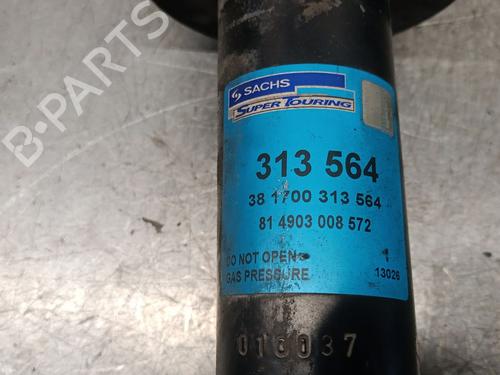 B-PARTS
SACHS
SUPER TOURING
313 564
38 1700 313 564
81 4903 008 572
DO NOT OPEN
GAS PRESSURE
1
13026
013037